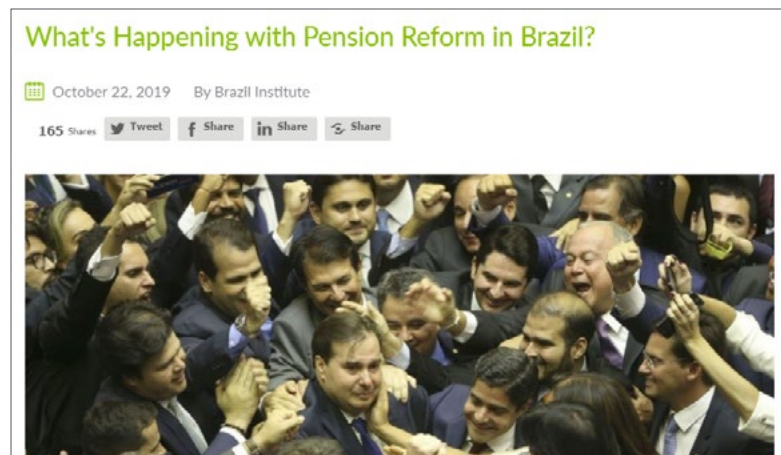 What's Happening with Pension Reform in Brazil?
October 22, 2019 By Brazil Institute
165 Shares Tweet Share Share Share